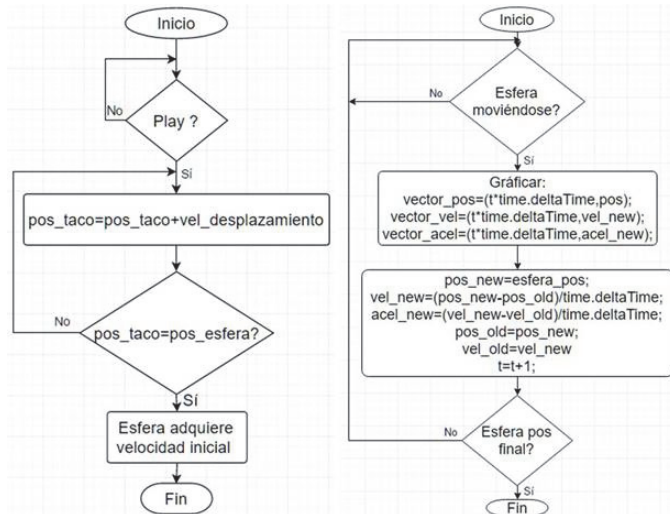 Inicio
No
Play ?
Sí
pos_taco=pos_taco+vel_desplazamiento
No
pos_taco=pos_esfera?
Sí
Esfera adquiere
velocidad inicial
Fin
Inicio
No
Esfera
moviéndose?
Sí
Gráficar:
vector_pos=(t*time.deltaTime,pos);
vector_vel=(t*time.deltaTime,vel_new);
vector_acel=(t*time.deltaTime,acel_new);
pos_new=esfera_pos;
vel_new=(pos_new-pos_old)/time.deltaTime;
acel_new=(vel_new-vel_old)/time.deltaTime;
pos_old=pos_new;
vel_old=vel_new
t=t+1;
No
Esfera pos
final?
Sí
Fin